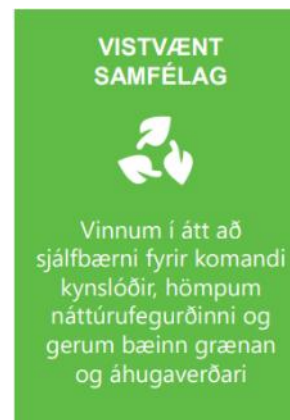 VISTVÆNT
SAMFÉLAG
Vinnum í átt að
sjálfbærni fyrir komandi
kynslóðir, hömpum
náttúrufegurðinni og
gerum bæinn grænan
og áhugaverðari